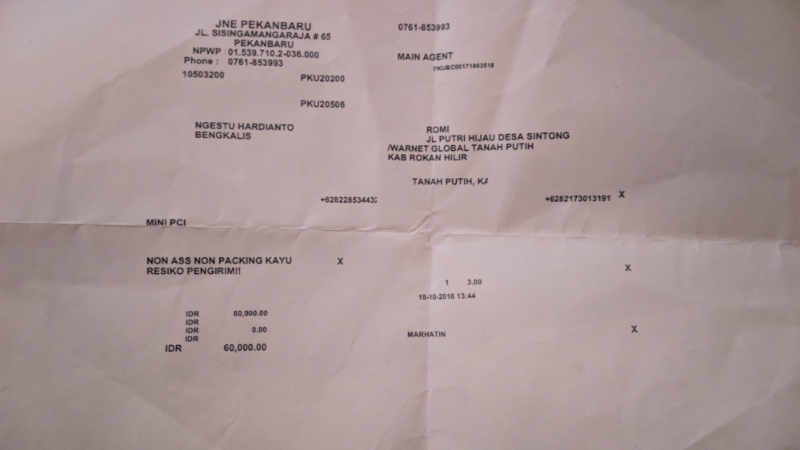 JNE PEKANBARU
JL. SISINGAMANGARAJA # 65
PEKANBARU
NPWP : 01.539.710.2-036.000
Phone : 0761-853993
0761-853993
MAIN AGENT
10503200
PKU20200
PKU20506
NGESTU HARDIANTO
BENGKALIS
ROMI
JL PUTRI HIJAU DESA SINTONG
/WARNET GLOBAL TANAH PUTIH
KAB ROKAN HILIR
TANAH PUTIH, KA
+628228534432
+6282173013191 X
MINI PCI
NON ASS NON PACKING KAYU X
RESIKO PENGIRIM!!
X
1 3.00
13:44
IDR 60,000.00
IDR
IDR 0.00
IDR
IDR 60,000.00
MARHATIN
X